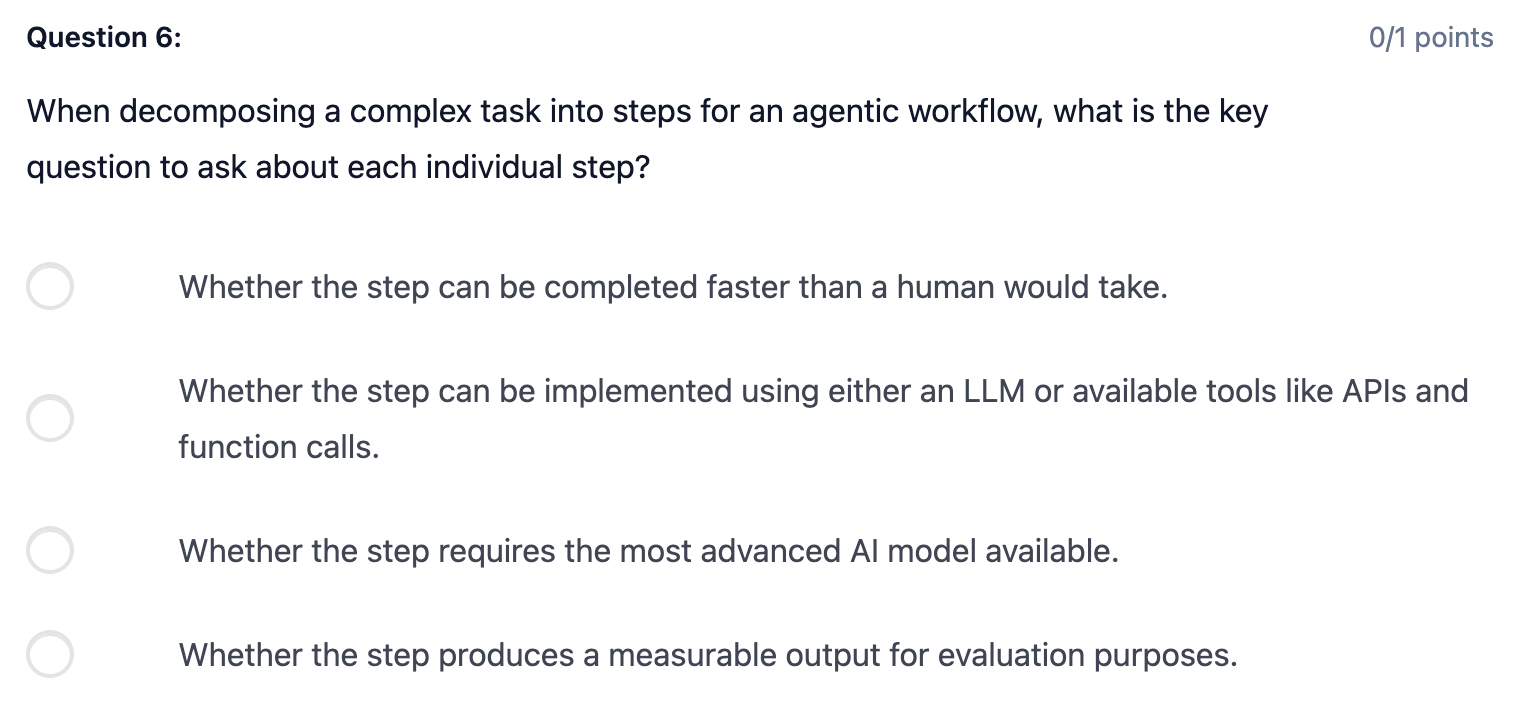 Question 6:
0/1 points
When decomposing a complex task into steps for an agentic workflow, what is the key
question to ask about each individual step?
Whether the step can be completed faster than a human would take.
Whether the step can be implemented using either an LLM or available tools like APIs and
function calls.
Whether the step requires the most advanced AI model available.
Whether the step produces a measurable output for evaluation purposes.